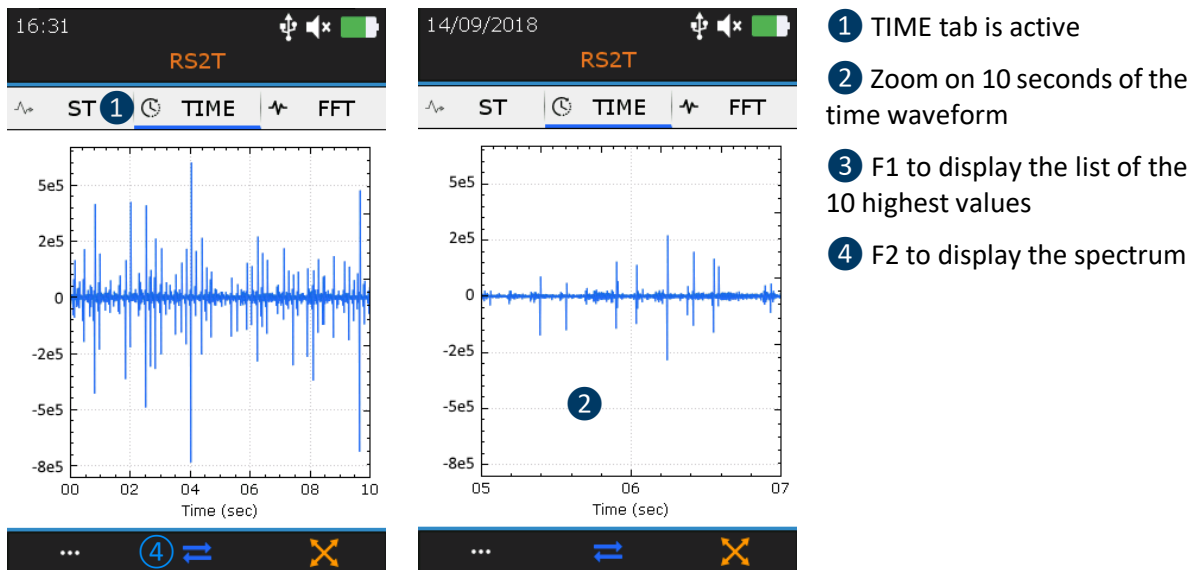 16:31
RS2T
ST 1 TIME FFT
5e5
2e5
0
-2e5
-5e5
-8e5
00 02 04 06 08 10
Time (sec)
... 4
14/09/2018
RS2T
ST TIME FFT
5e5
2e5
0
-2e5
-5e5
-8e5
2
05 06 07
Time (sec)
...
1 TIME tab is active
2 Zoom on 10 seconds of the
time waveform
3 F1 to display the list of the
10 highest values
4 F2 to display the spectrum